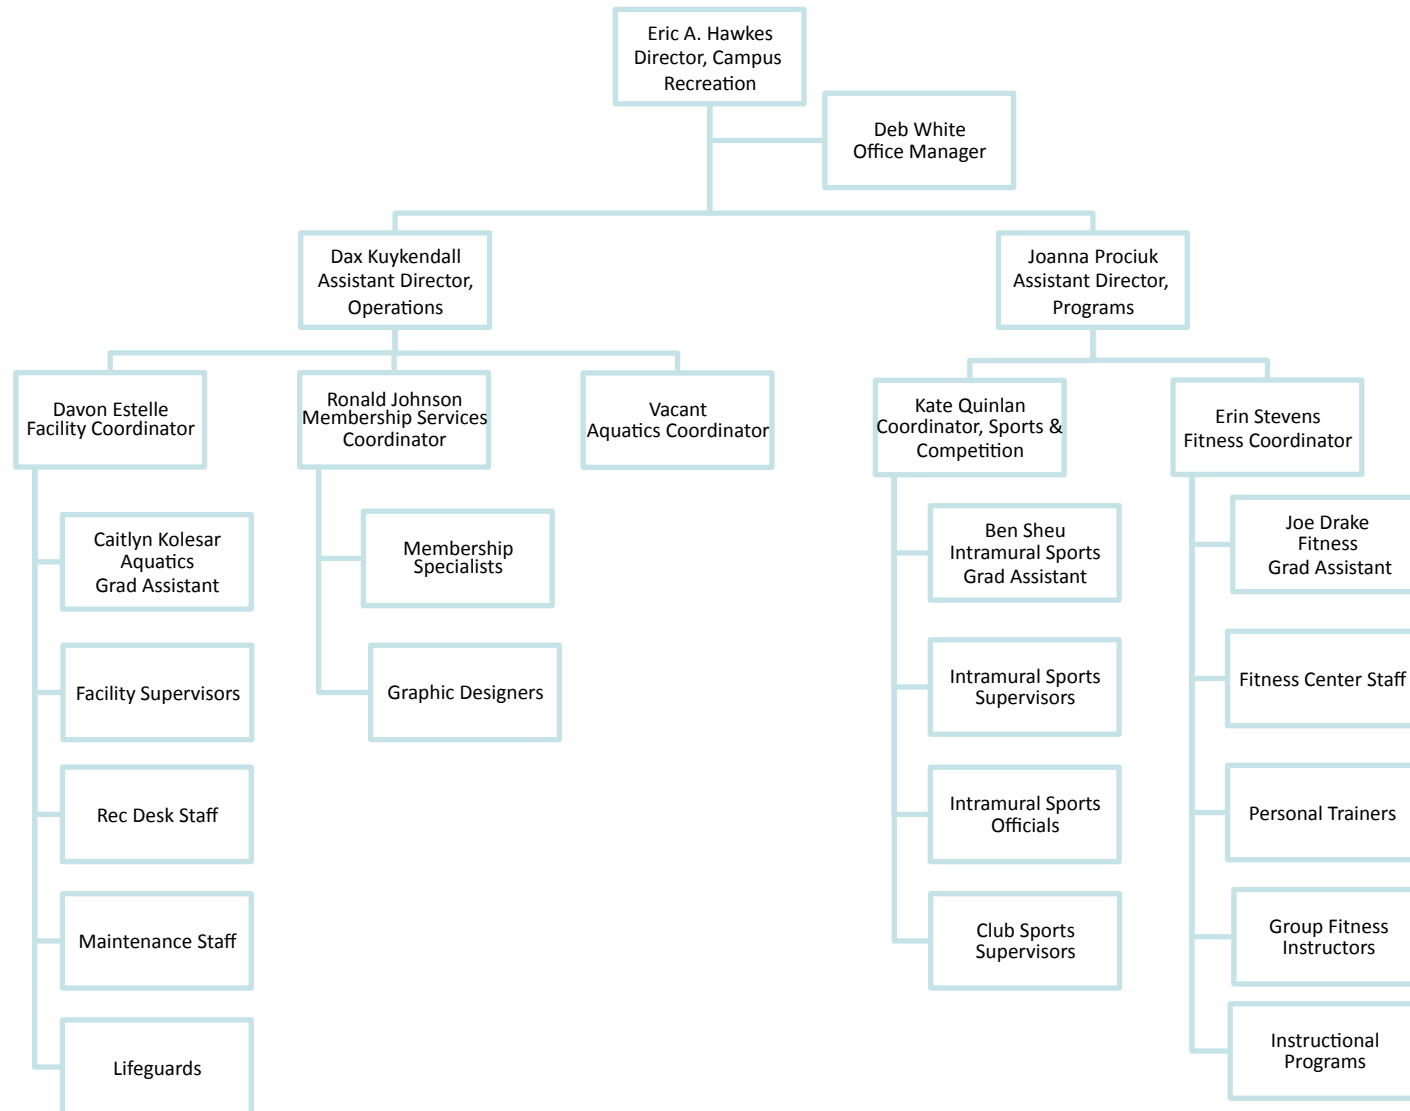 Eric A. Hawkes
Director, Campus
Recreation
Deb White
Office Manager
Dax Kuykendall
Assistant Director,
Operations
Joanna Prociuk
Assistant Director,
Programs
Davon Estelle
Facility Coordinator
Ronald Johnson
Membership Services
Coordinator
Vacant
Aquatics Coordinator
Kate Quinlan
Coordinator, Sports &
Competition
Erin Stevens
Fitness Coordinator
Caitlyn Kolesar
Aquatics
Grad Assistant
Facility Supervisors
Rec Desk Staff
Maintenance Staff
Lifeguards
Membership
Specialists
Graphic Designers
Ben Sheu
Intramural Sports
Grad Assistant
Intramural Sports
Supervisors
Intramural Sports
Officials
Club Sports
Supervisors
Joe Drake
Fitness
Grad Assistant
Fitness Center Staff
Personal Trainers
Group Fitness
Instructors
Instructional
Programs